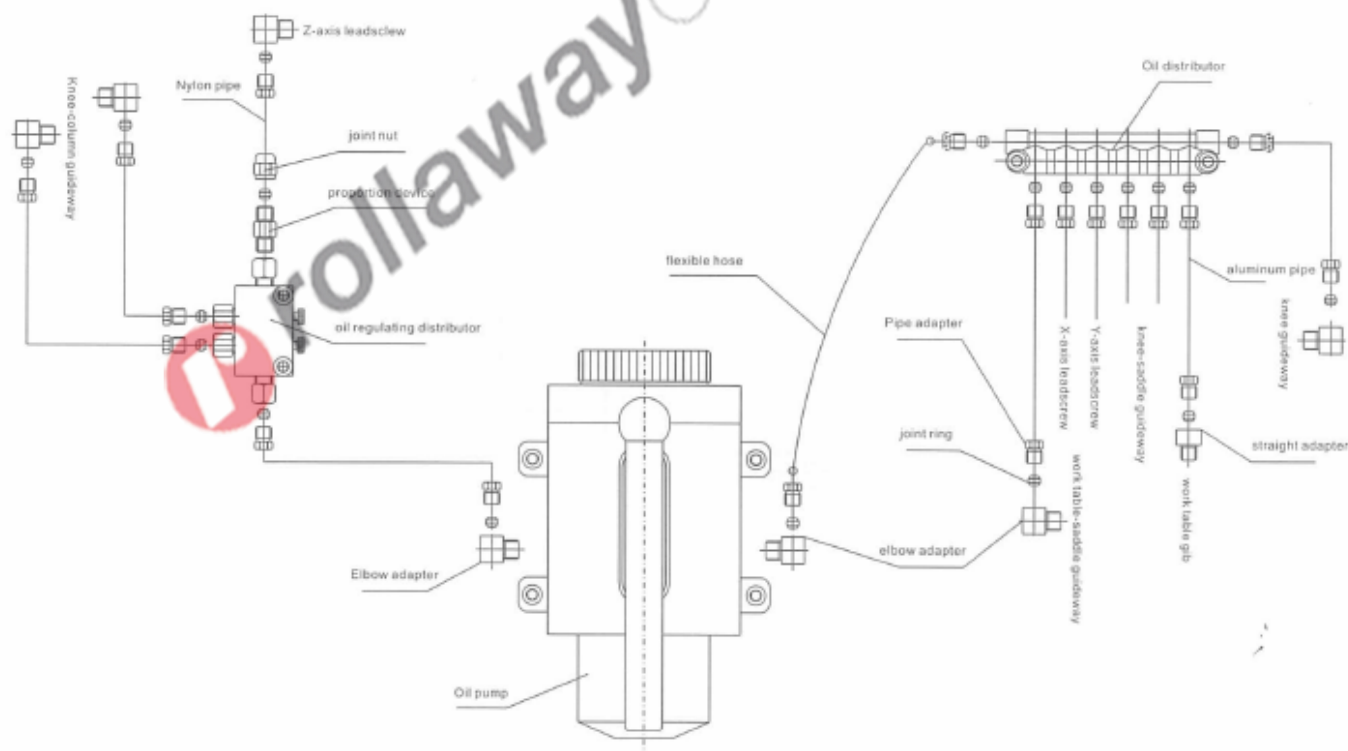 Z-axis leadsclew
Nylon pipe
Knee-column guideway
joint nut
proportion device
oil regulating distributor
rollaway
Oil distributor
flexible hose
aluminum pipe
Pipe adapter
X-axis leadscrew
Y-axis leadscrew
knee-saddle guideway
knee guideway
joint ring
straight adapter
work table-saddle guideway
work table gib
elbow adapter
Elbow adapter
Oil pump